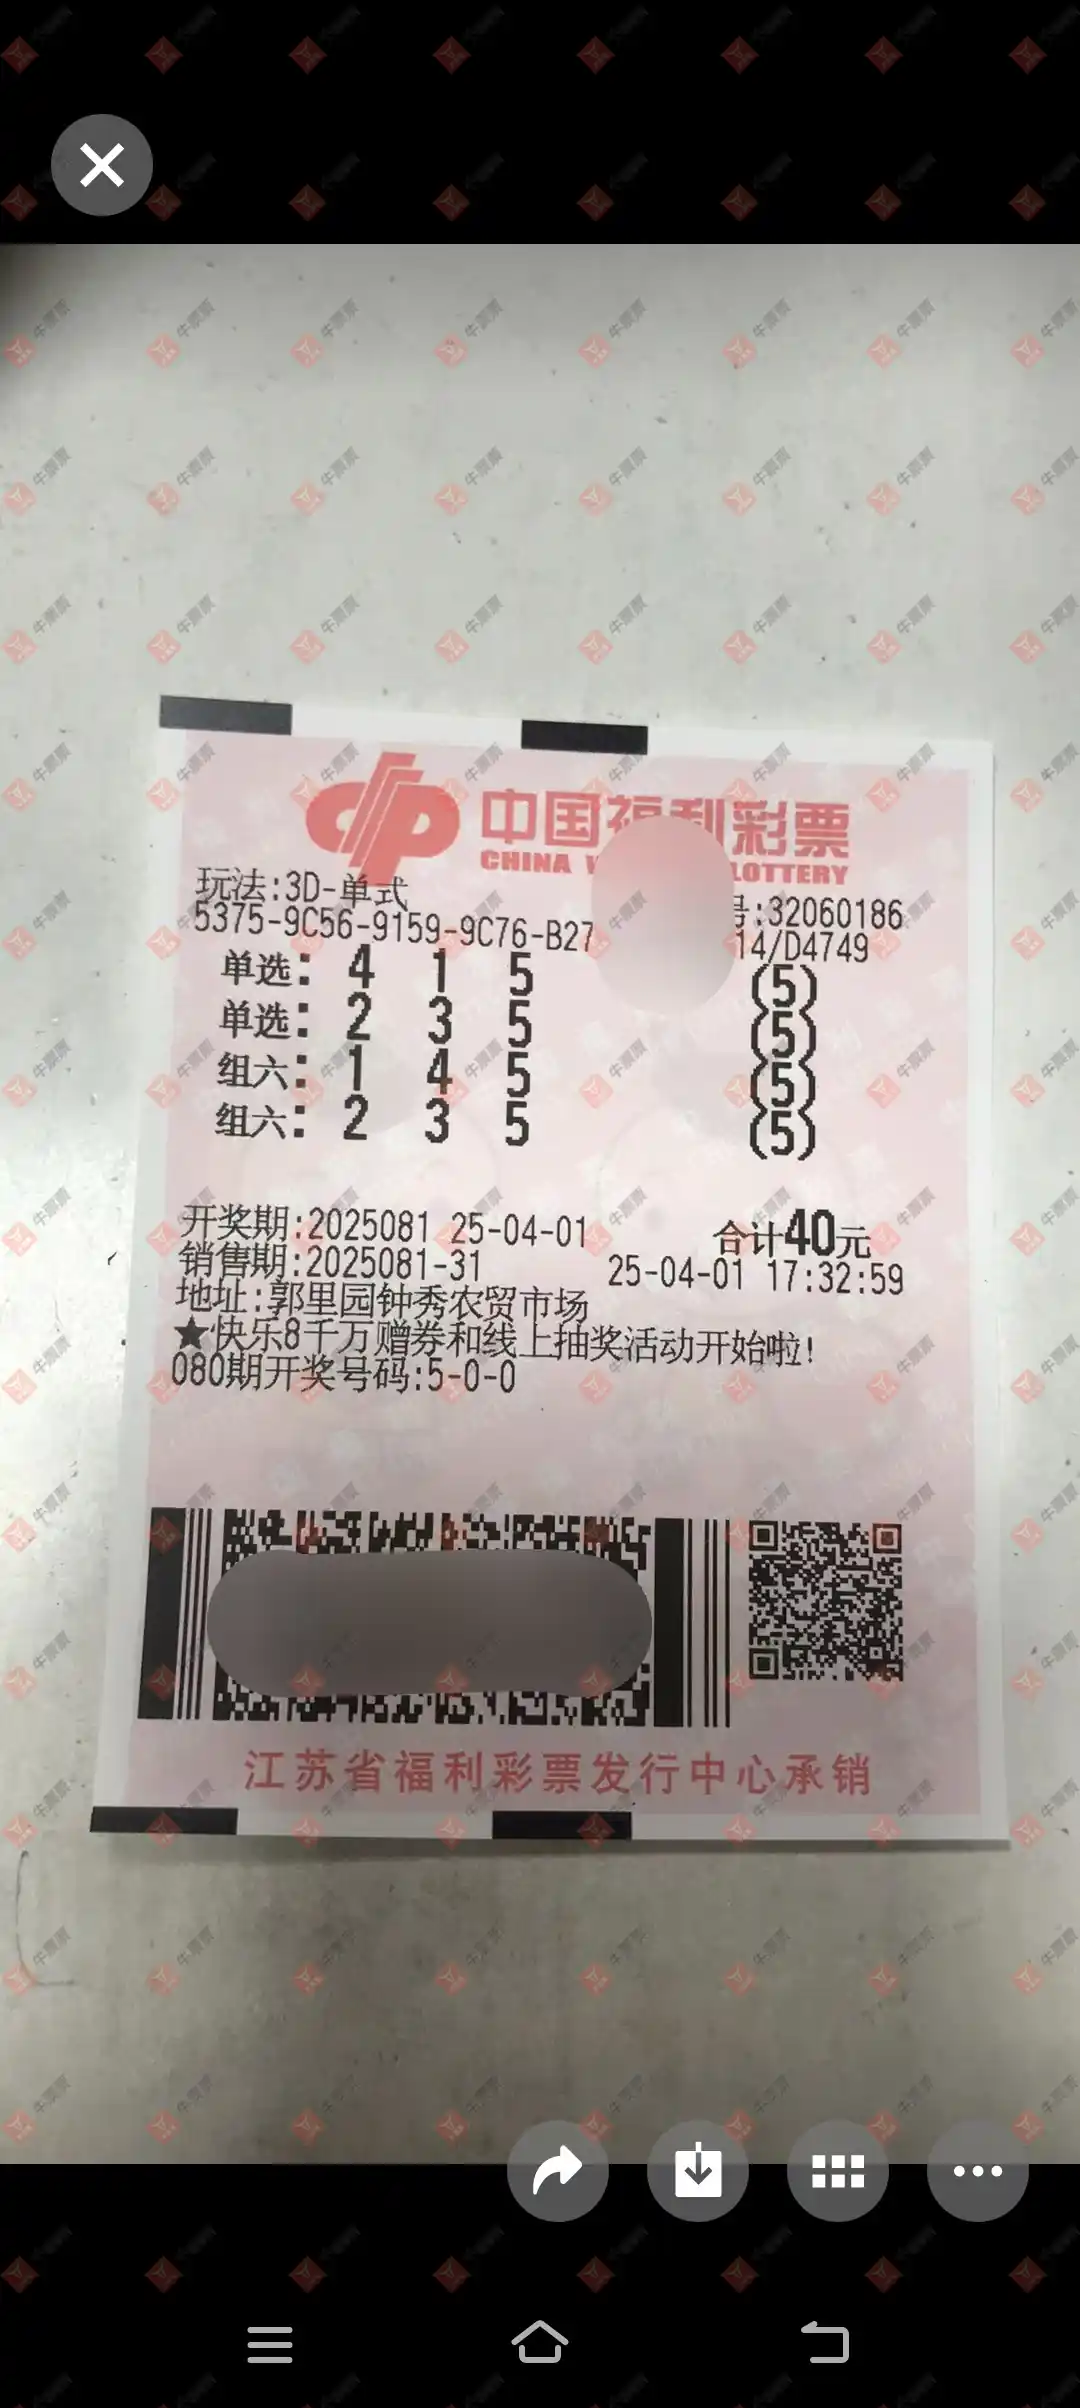 中国福利彩票
CHINA W LOTTERY
玩法:3D-单式
号:32060186
5375-9C56-9159-9C76-B27
14/D4749
单选: 4 1 5 (5)
单选: 2 3 5 (5)
组六: 1 4 5 (5)
组六: 2 3 5 (5)
开奖期:2025081 25-04-01 合计40元
销售期:2025081-31 25-04-01 17:32:59
地址:郭里园钟秀农贸市场
★快乐8千万赠券和线上抽奖活动开始啦!
080期开奖号码:5-0-0
江苏省福利彩票发行中心承销
牛票票